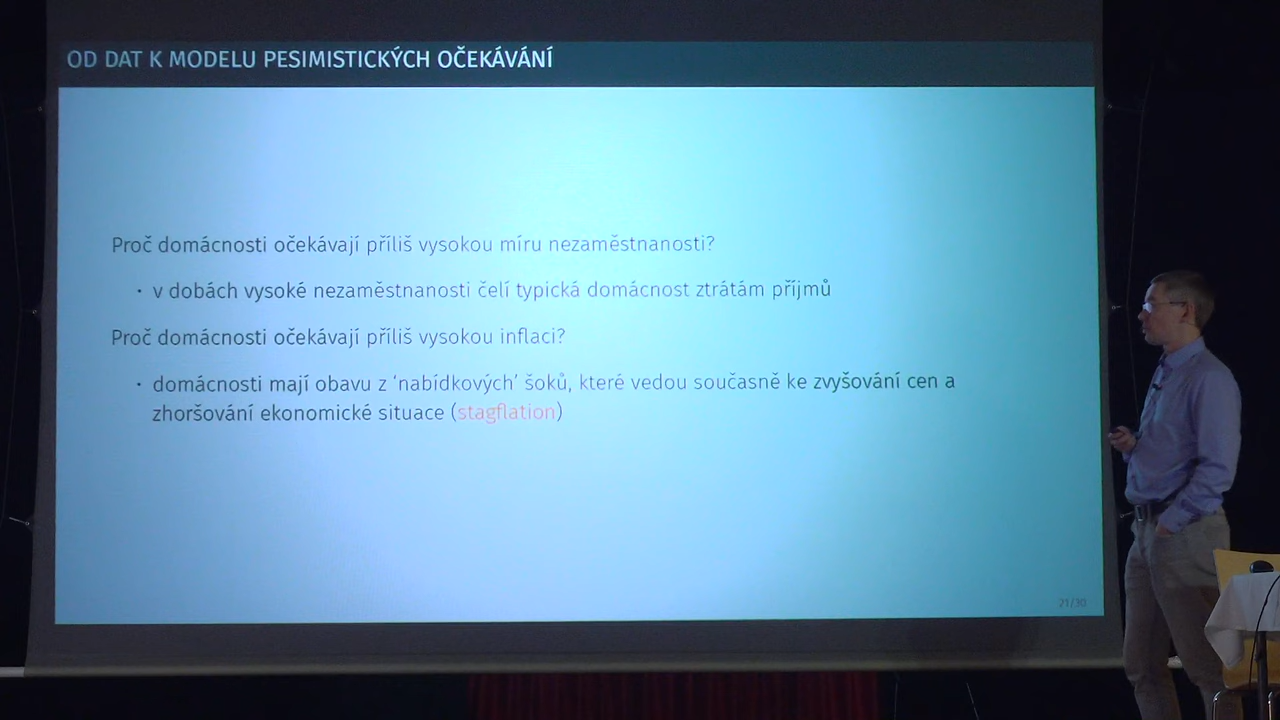 OD DAT K MODELU PESIMISTICKÝCH OČEKÁVÁNÍ
Proč domácnosti očekávají příliš vysokou míru nezaměstnanosti?
• v dobách vysoké nezaměstnanosti čelí typická domácnost ztrátám příjmů
Proč domácnosti očekávají příliš vysokou inflaci?
• domácnosti mají obavu z ‘nabídkových’ šoků, které vedou současně ke zvyšování cen a
zhoršování ekonomické situace (stagflation)
21/30